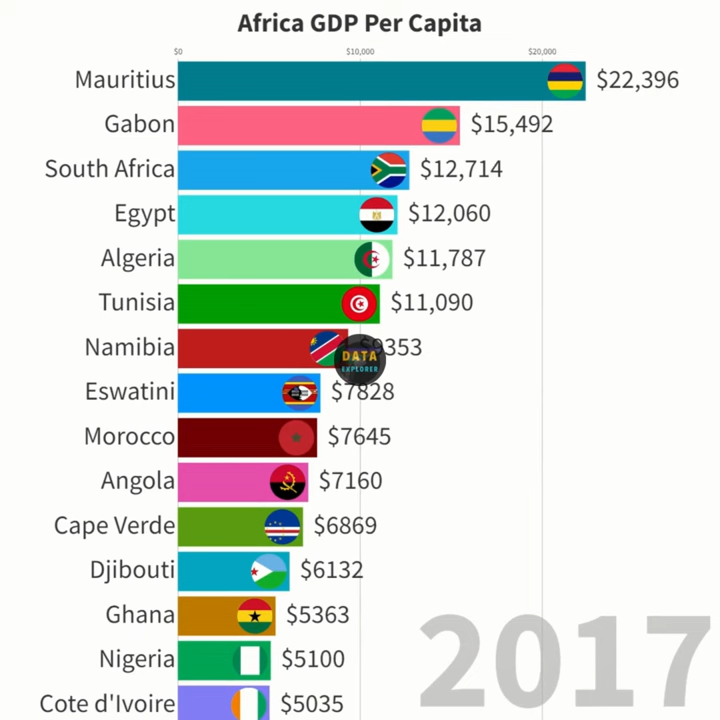 Africa GDP Per Capita
$0 $10,000 $20,000
Mauritius $22,396
Gabon $15,492
South Africa $12,714
Egypt $12,060
Algeria $11,787
Tunisia $11,090
Namibia $9353
DATA
EXPLORER
Eswatini $7828
Morocco $7645
Angola $7160
Cape Verde $6869
Djibouti $6132
Ghana $5363
Nigeria $5100
Cote d'Ivoire $5035
2017